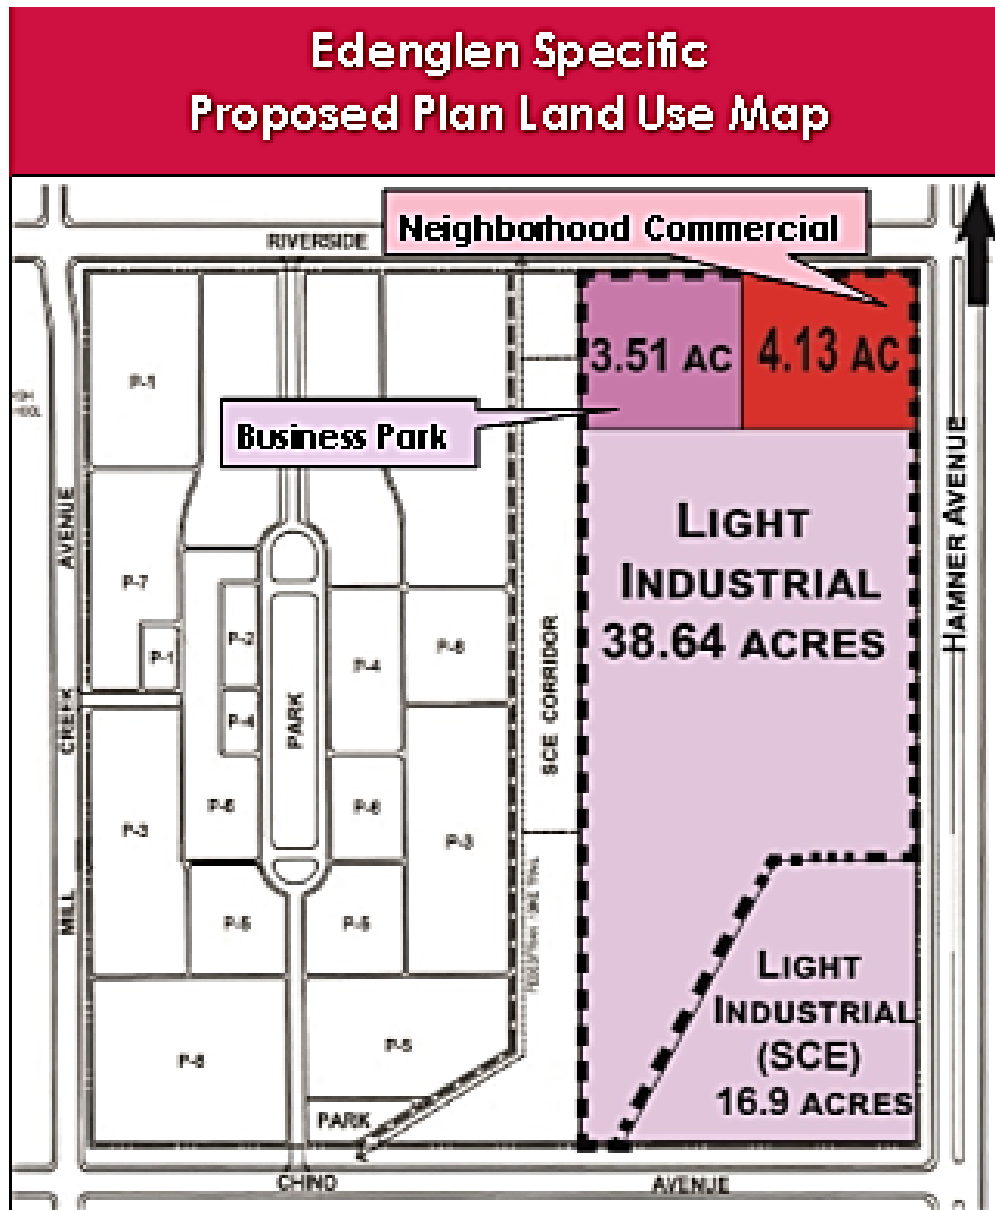 Edenglen Specific
Proposed Plan Land Use Map
RIVERSIDE
Neighborhood Commercial
3.51 AC
4.13 AC
P-1
Business Park
HAMNER AVENUE
LIGHT
INDUSTRIAL
38.64 ACRES
MILL CREEK AVENUE
P-7
P-1
P-2
P-4
PARK
P-4
P-6
SCE CORRIDOR
P-6
P-6
P-3
P-3
P-5
P-5
LIGHT
INDUSTRIAL
(SCE)
16.9 ACRES
P-5
PARK
CHINO
AVENUE